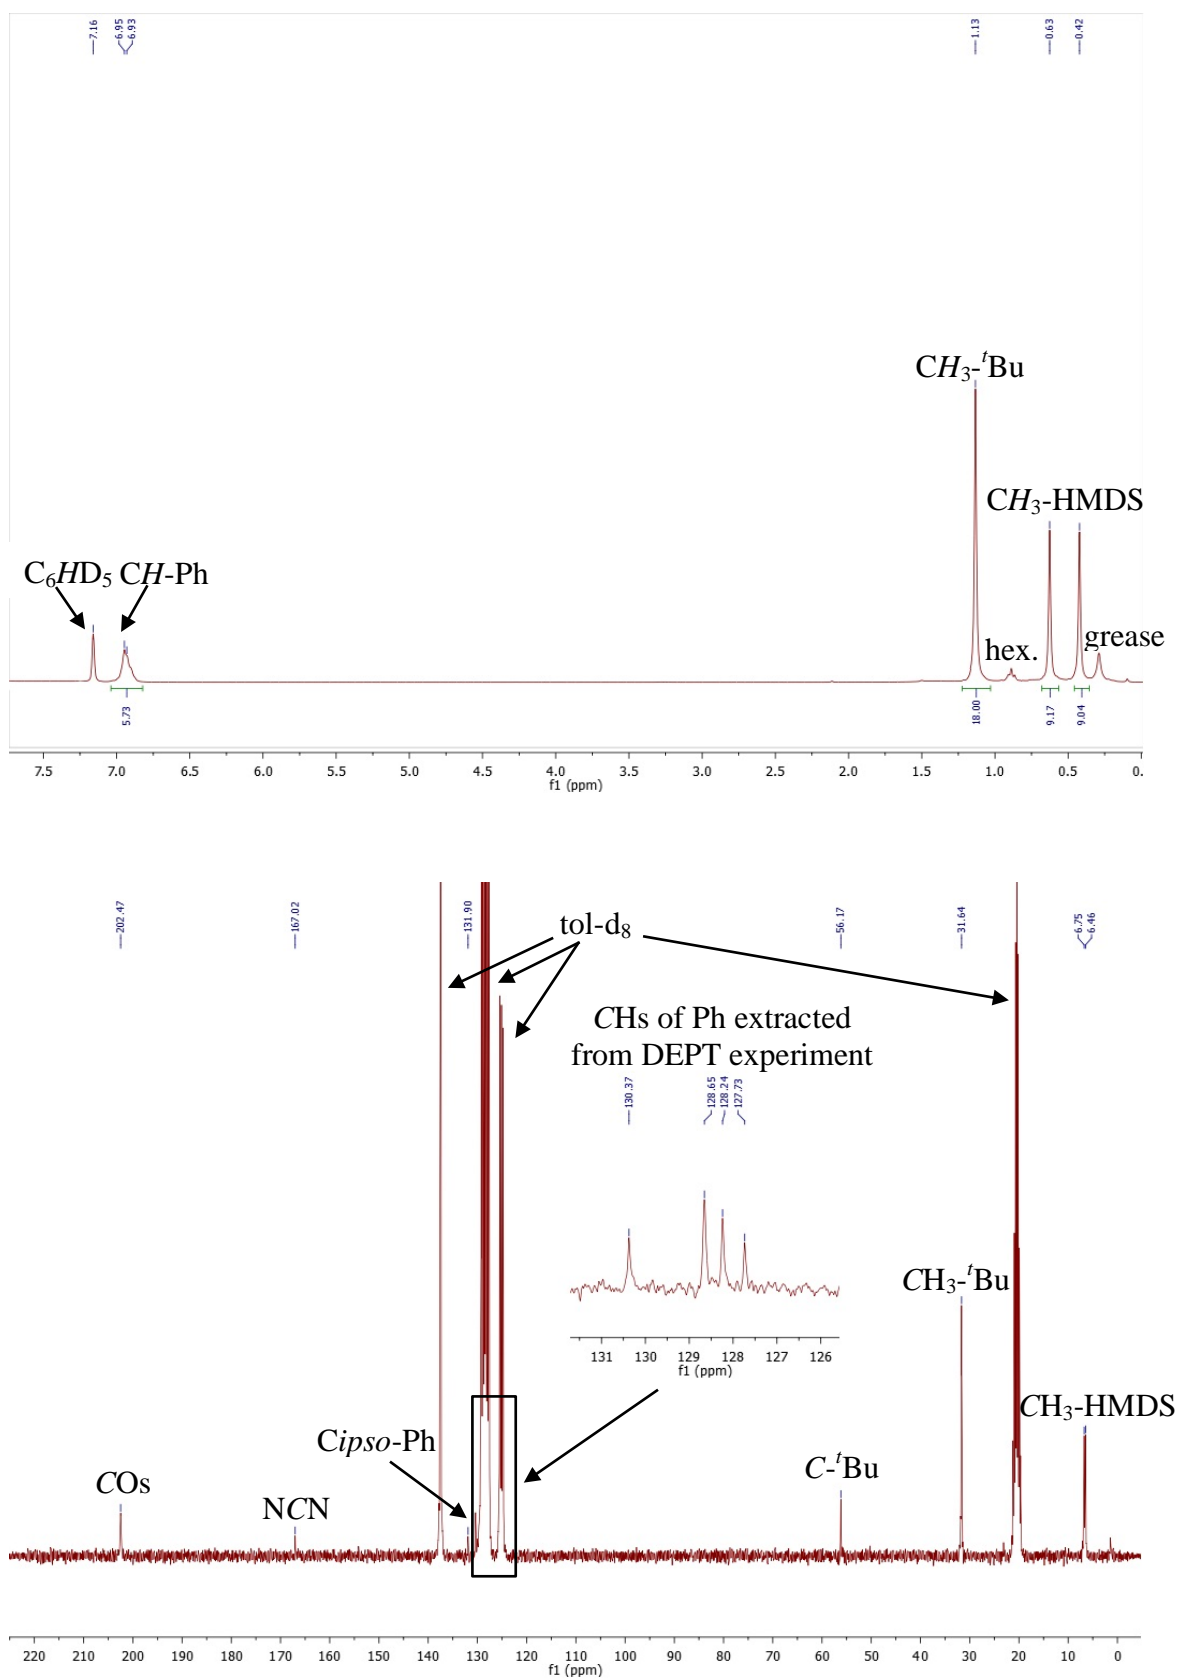 7.16
6.95
6.93
1.13
0.63
0.42
CH3-tBu
CH3-HMDS
C6HD5 CH-Ph
hex.
grease
5.73
18.00
9.17
9.04
7.5 7.0 6.5 6.0 5.5 5.0 4.5 4.0 3.5 3.0 2.5 2.0 1.5 1.0 0.5 0.
f1 (ppm)
202.47
167.02
131.90
56.17
31.64
6.75
6.46
tol-d8
CHs of Ph extracted
from DEPT experiment
130.37
128.65
128.24
127.73
131 130 129 128 127 126
f1 (ppm)
CH3-tBu
CH3-HMDS
Cipso-Ph
C-tBu
COs
NCN
220 210 200 190 180 170 160 150 140 130 120 110 100 90 80 70 60 50 40 30 20 10 0
f1 (ppm)